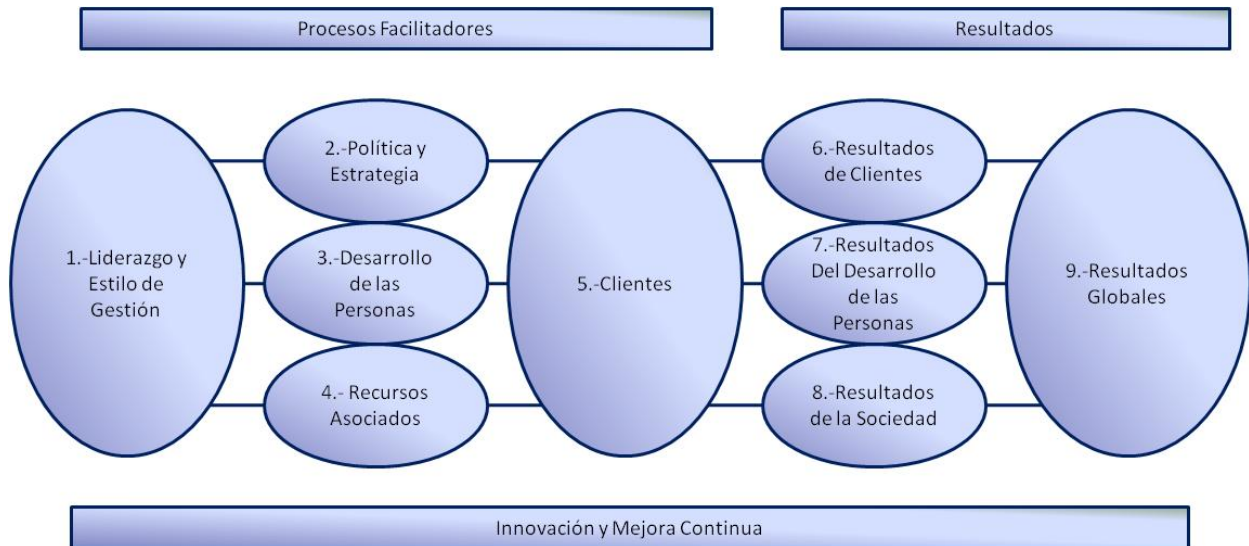 Procesos Facilitadores
Resultados
1.-Liderazgo y
Estilo de
Gestión
2.-Política y
Estrategia
3.-Desarrollo
de las
Personas
4.- Recursos
Asociados
5.-Clientes
6.-Resultados
de Clientes
7.-Resultados
Del Desarrollo
de las
Personas
8.-Resultados
de la Sociedad
9.-Resultados
Globales
Innovación y Mejora Continua